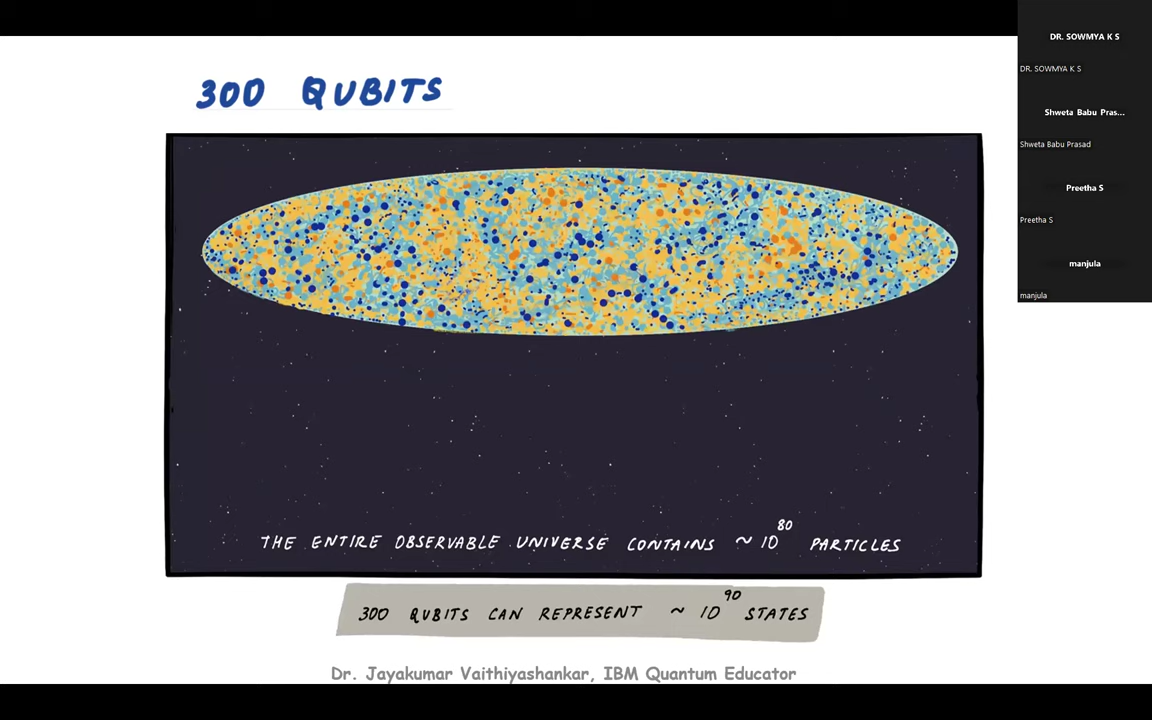 300 QUBITS
THE ENTIRE OBSERVABLE UNIVERSE CONTAINS ~ 10^80 PARTICLES
300 QUBITS CAN REPRESENT ~ 10^90 STATES
Dr. Jayakumar Vaithiyashankar, IBM Quantum Educator
DR. SOWMYA K S
DR. SOWMYA K S
Shweta Babu Pras...
Shweta Babu Prasad
Preetha S
Preetha S
manjula
manjula